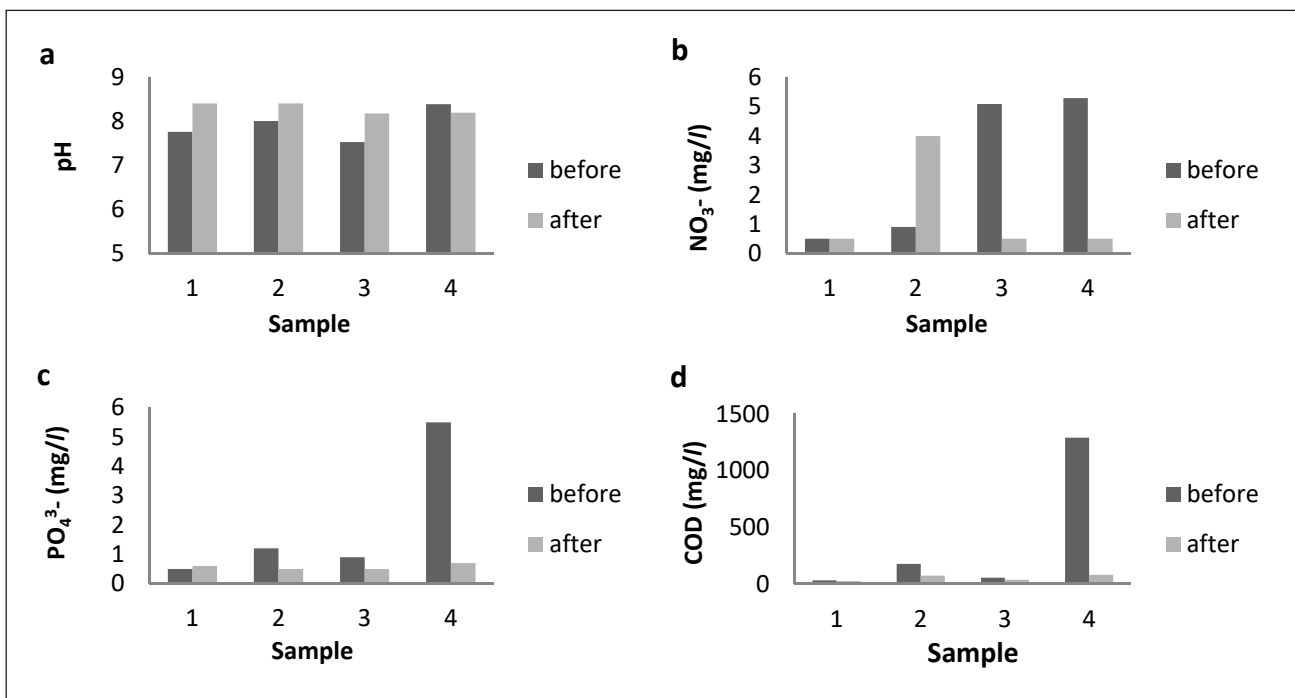 a
9
8
7
6
5
pH
1 2 3 4
Sample
before
after
b
6
5
4
3
2
1
0
NO₃- (mg/l)
1 2 3 4
Sample
before
after
c
6
5
4
3
2
1
0
PO₄³- (mg/l)
1 2 3 4
Sample
before
after
d
1500
1000
500
0
COD (mg/l)
1 2 3 4
Sample
before
after